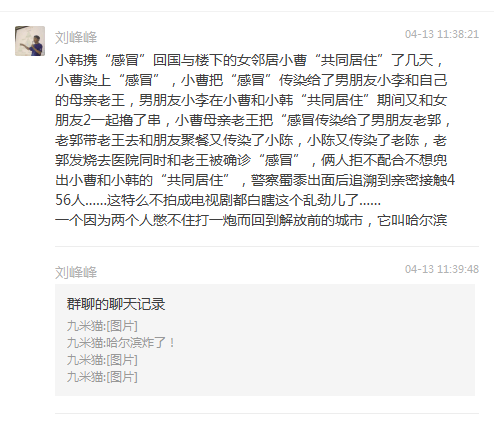 刘峰峰
04-13 11:38:21
小韩携“感冒”回国与楼下的女邻居小曹“共同居住”了几天，
小曹染上“感冒”，小曹把“感冒”传染给了男朋友小李和自己
的母亲老王，男朋友小李在小曹和小韩“共同居住”期间又和女
朋友2一起撸了串，小曹母亲老王把“感冒传染给了男朋友老郭，
老郭带老王去和朋友聚餐又传染了小陈，小陈又传染了老陈，老
郭发烧去医院同时和老王被确诊“感冒”，俩人拒不配合不想兜
出小曹和小韩的“共同居住”，警察蜀黍出面后追溯到亲密接触4
56人......这特么不拍成电视剧都白瞎这个乱劲儿了......
一个因为两个人憋不住打一炮而回到解放前的城市，它叫哈尔滨
刘峰峰
04-13 11:39:48
群聊的聊天记录
九米猫:[图片]
九米猫:哈尔滨炸了！
九米猫:[图片]
九米猫:[图片]